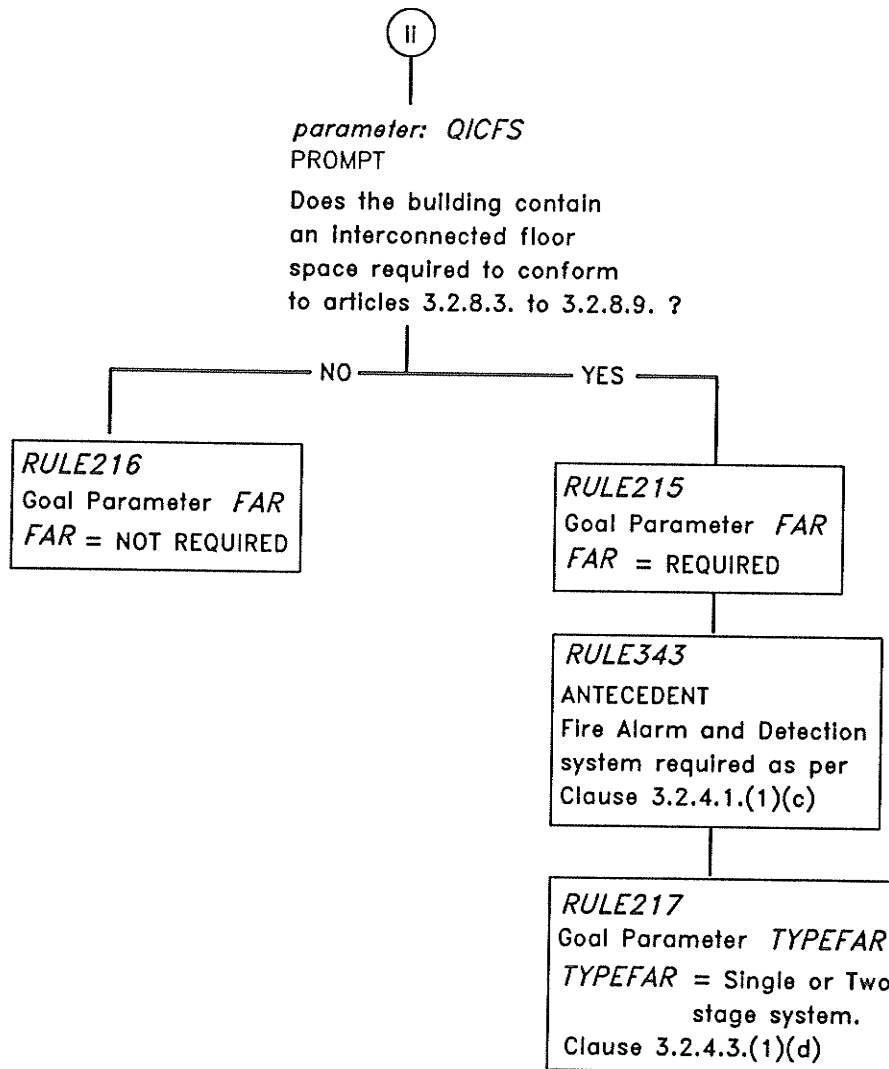 ii
parameter: QICFS
PROMPT
Does the building contain
an interconnected floor
space required to conform
to articles 3.2.8.3. to 3.2.8.9. ?
NO
YES
RULE216
Goal Parameter FAR
FAR = NOT REQUIRED
RULE215
Goal Parameter FAR
FAR = REQUIRED
RULE343
ANTECEDENT
Fire Alarm and Detection
system required as per
Clause 3.2.4.1.(1)(c)
RULE217
Goal Parameter TYPEFAR
TYPEFAR = Single or Two
stage system.
Clause 3.2.4.3.(1)(d)